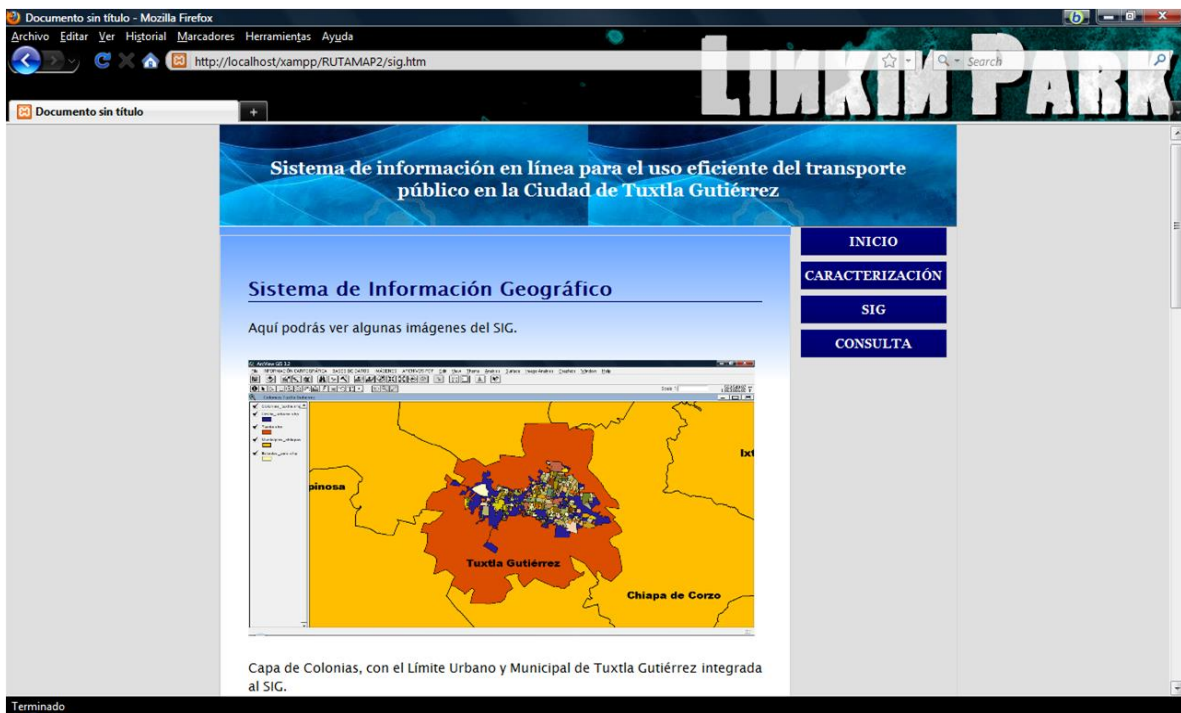 Documento sin título - Mozilla Firefox
Archivo Editar Ver Historial Marcadores Herramientas Ayuda
http://localhost/xampp/RUTAMAP2/sig.htm
Search
LINKIN PARK
Documento sin título
Sistema de información en línea para el uso eficiente del transporte
público en la Ciudad de Tuxtla Gutiérrez
INICIO
CARACTERIZACIÓN
SIG
CONSULTA
Sistema de Información Geográfico
Aquí podrás ver algunas imágenes del SIG.
ArcView GIS 3.2
Ixt
pinosa
Tuxtla Gutiérrez
Chiapa de Corzo
Capa de Colonias, con el Límite Urbano y Municipal de Tuxtla Gutiérrez integrada
al SIG.
Terminado